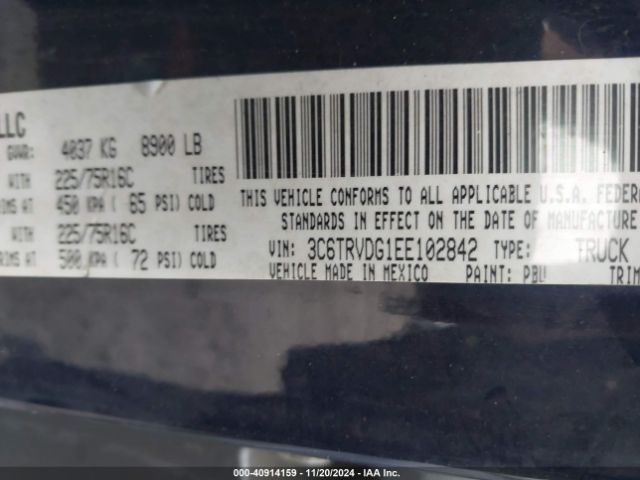 LLC
GVWR: 4037 KG 8900 LB
WITH 225/75R16C TIRES
RIMS AT 450 KPA ( 65 PSI) COLD
WITH 225/75R16C TIRES
RIMS AT 500 KPA ( 72 PSI) COLD
THIS VEHICLE CONFORMS TO ALL APPLICABLE U.S.A. FEDERA
STANDARDS IN EFFECT ON THE DATE OF MANUFACTURE
VIN: 3C6TRVDG1EE102842 TYPE: TRUCK
VEHICLE MADE IN MEXICO PAINT: PBU TRIM
000-40914159 — 11/20/2024 — IAA Inc.